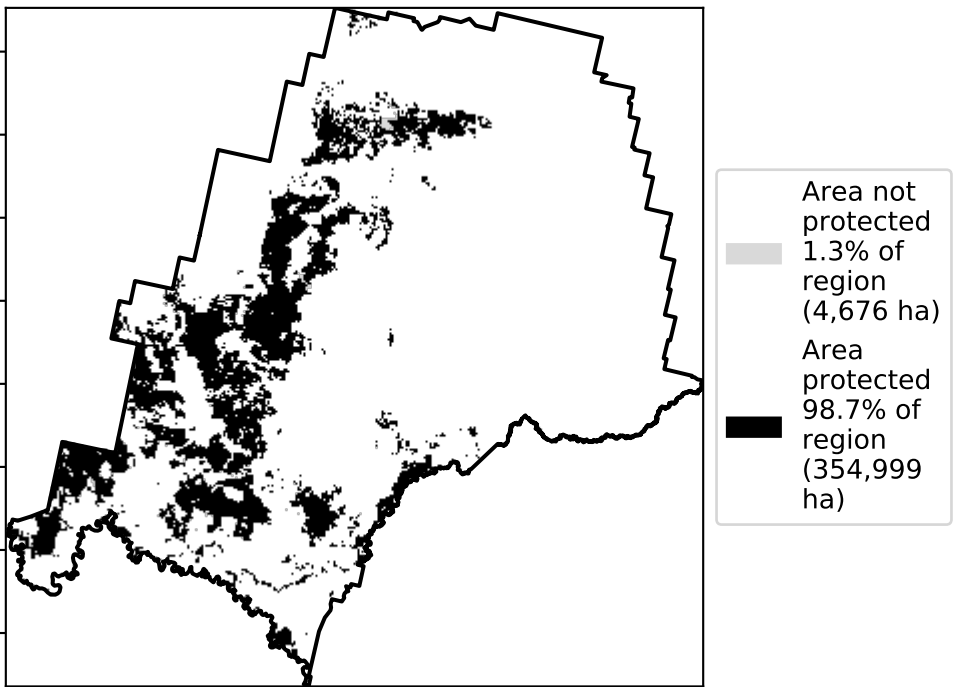 Area not
protected
1.3% of
region
(4,676 ha)
Area
protected
98.7% of
region
(354,999
ha)